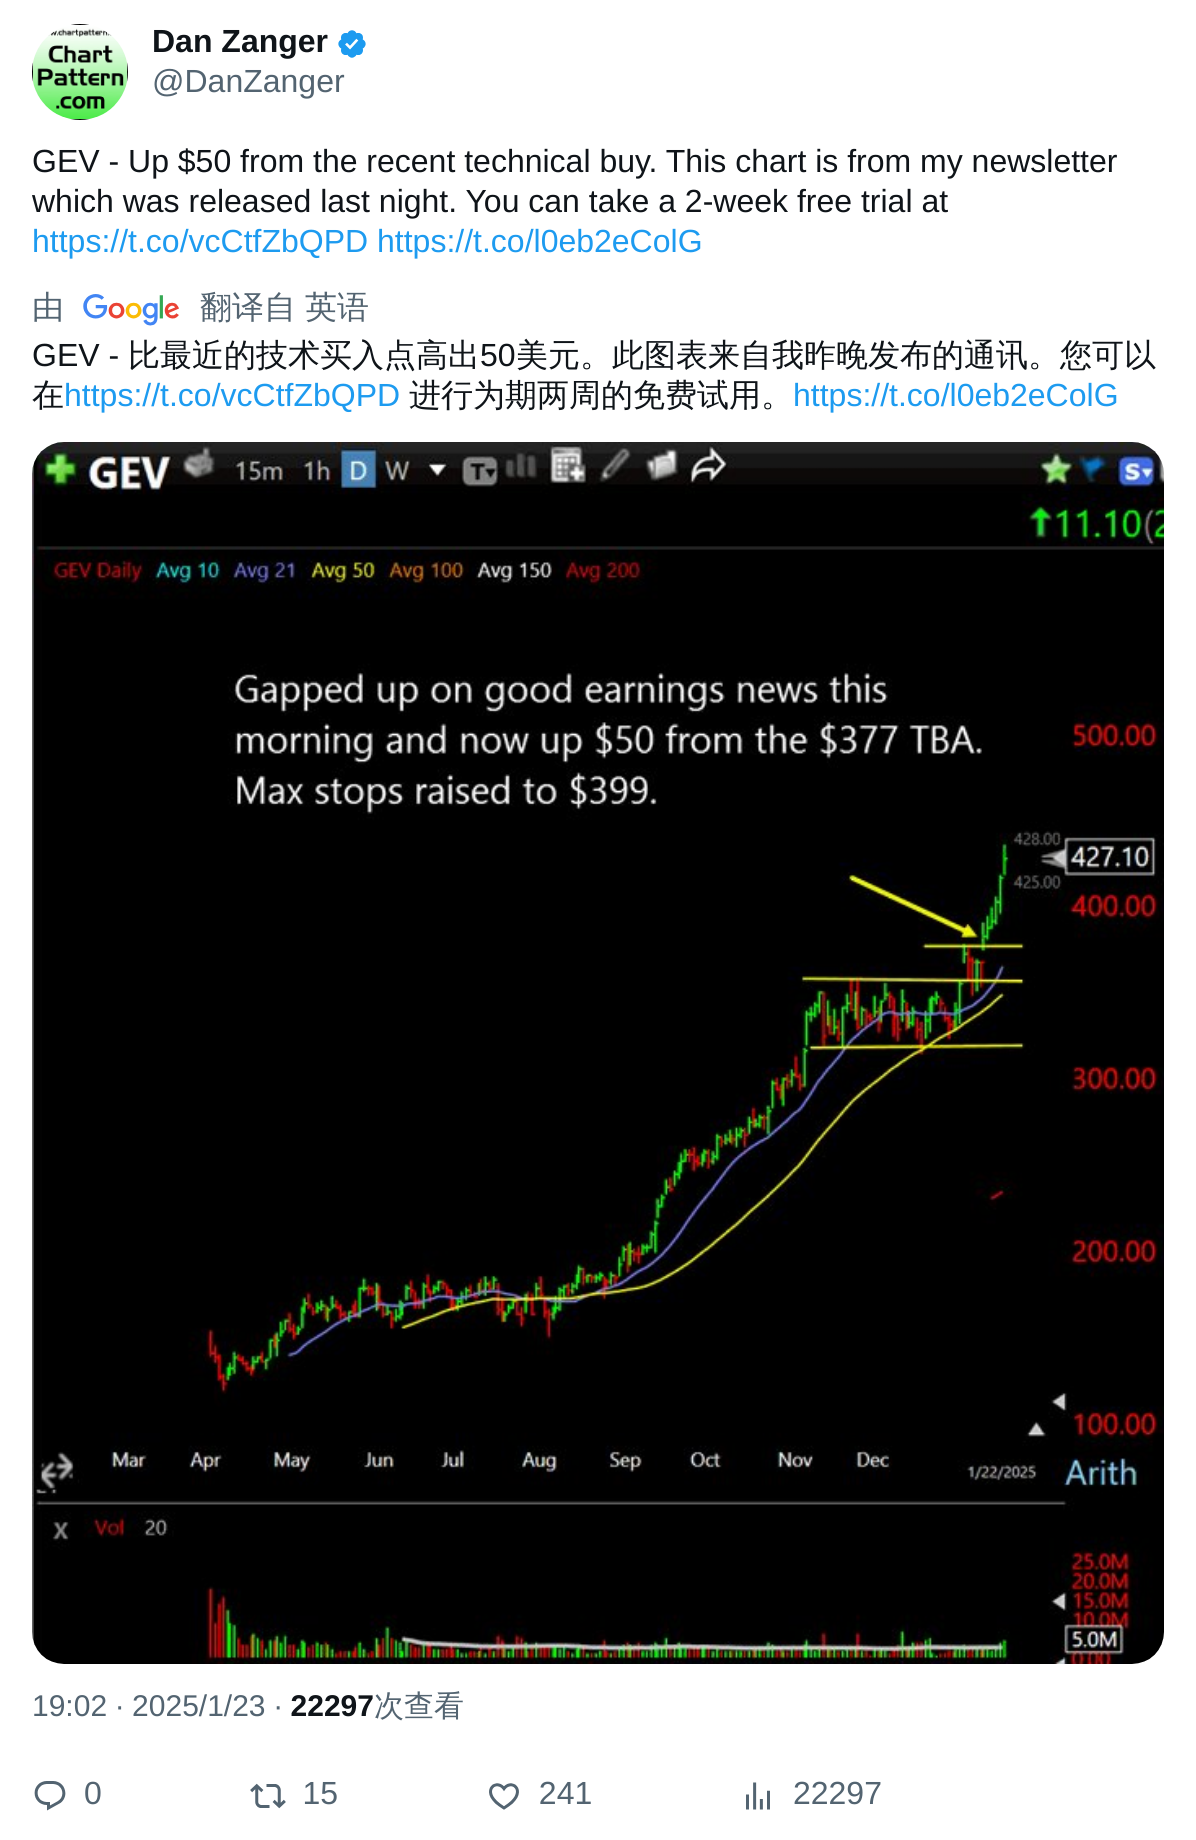 www.chartpattern.
Chart
Pattern
.com
Dan Zanger
@DanZanger
GEV - Up $50 from the recent technical buy. This chart is from my newsletter
which was released last night. You can take a 2-week free trial at
https://t.co/vcCtfZbQPD https://t.co/l0eb2eColG
由 Google 翻译自 英语
GEV - 比最近的技术买入点高出50美元。此图表来自我昨晚发布的通讯。您可以
在https://t.co/vcCtfZbQPD 进行为期两周的免费试用。https://t.co/l0eb2eColG
GEV 15m 1h D W T S
11.10(2
GEV Daily Avg 10 Avg 21 Avg 50 Avg 100 Avg 150 Avg 200
Gapped up on good earnings news this
morning and now up $50 from the $377 TBA.
Max stops raised to $399.
500.00
428.00
427.10
425.00
400.00
300.00
200.00
100.00
Mar Apr May Jun Jul Aug Sep Oct Nov Dec 1/22/2025 Arith
X Vol 20
25.0M
20.0M
15.0M
10.0M
5.0M
0.00
19:02 · 2025/1/23 · 22297次查看
0 15 241 22297